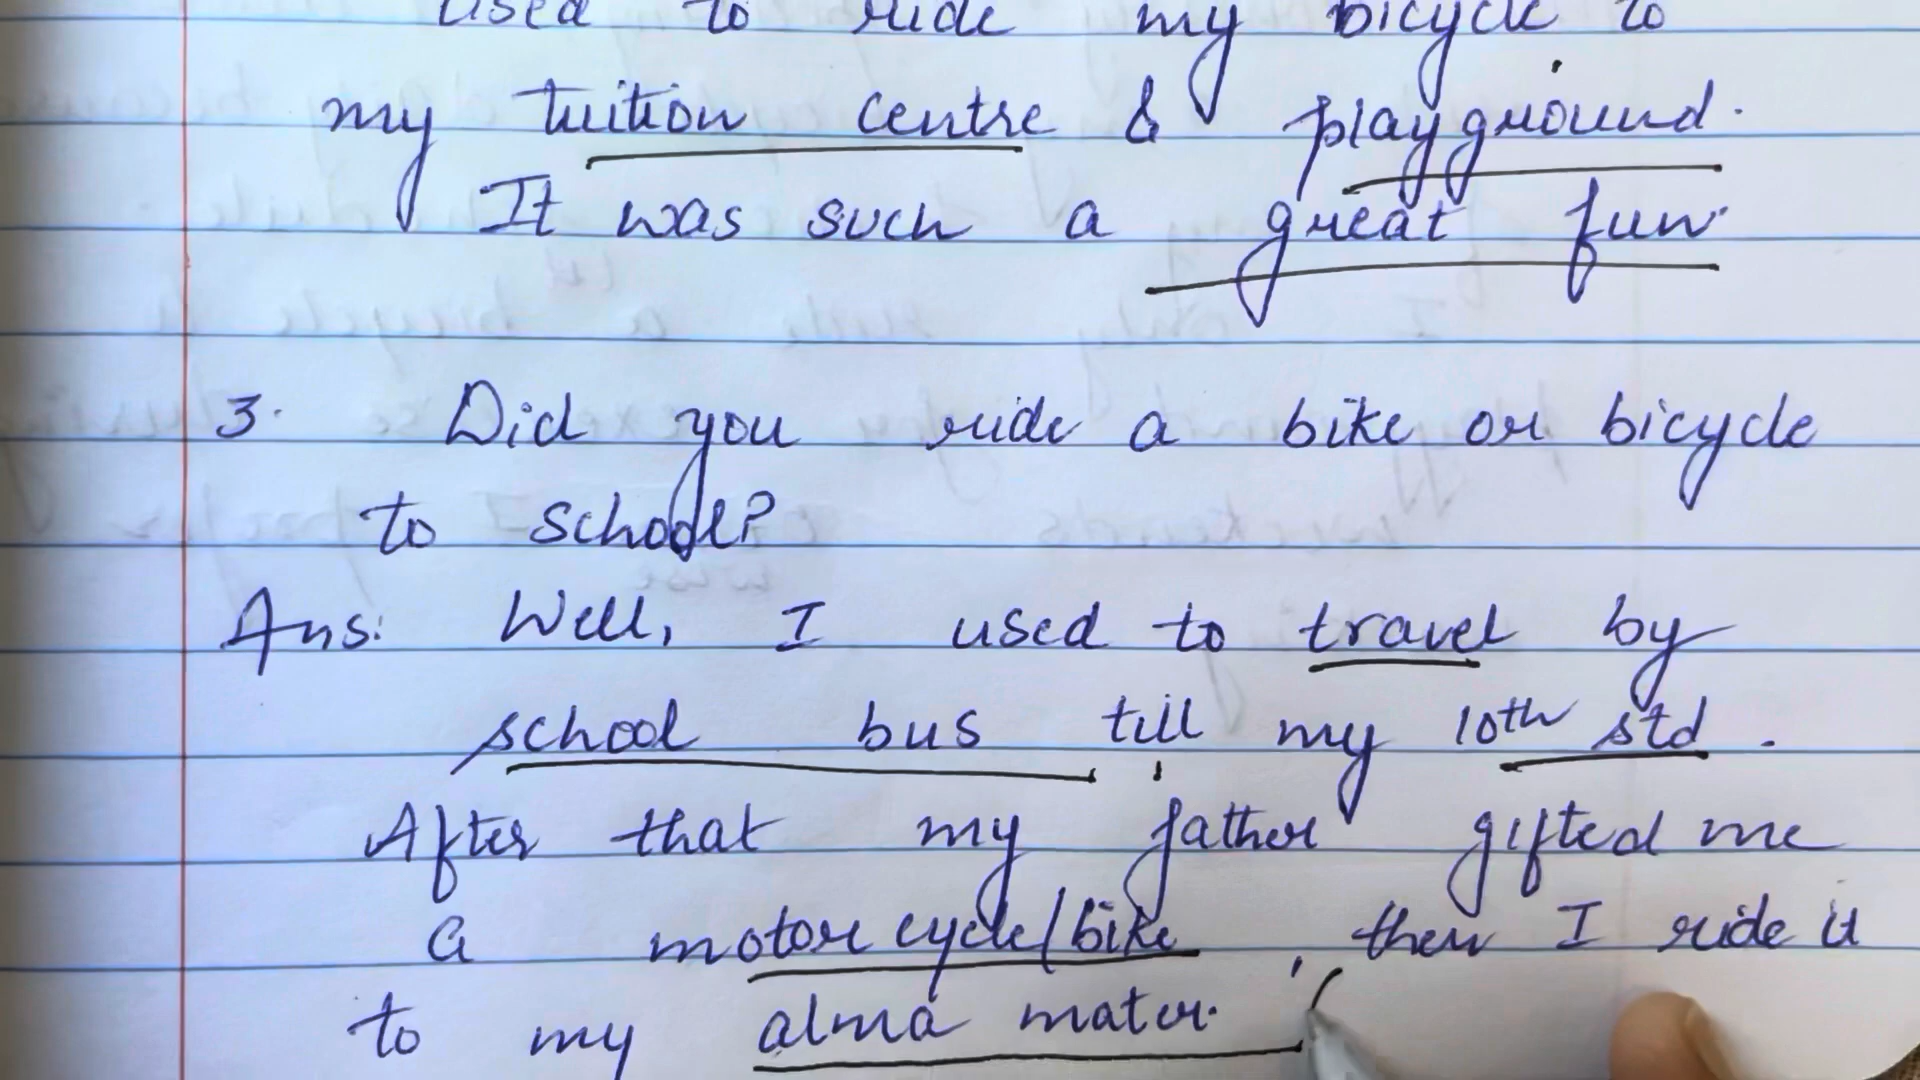 used to ride my bicycle to
my tuition centre & playground.
It was such a great fun.
3. Did you ride a bike or bicycle
to school?
Ans: Well, I used to travel by
school bus till my 10th std.
After that my father gifted me
a motorcycle/bike, then I ride it
to my alma mater.